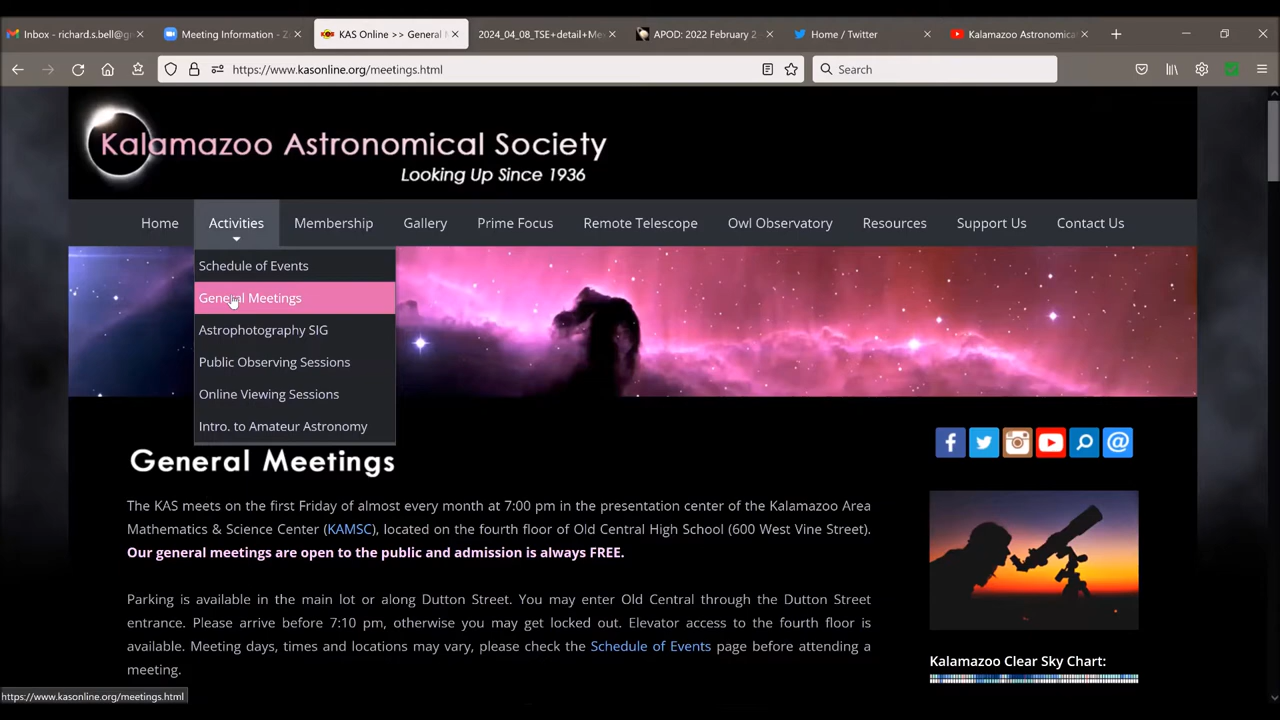 Inbox - richard.s.bell@g
Meeting Information - Z
KAS Online >> General
2024_04_08_TSE+detail+Me
APOD: 2022 February 2
Home / Twitter
Kalamazoo Astronomica
https://www.kasonline.org/meetings.html
Search
Kalamazoo Astronomical Society
Looking Up Since 1936
Home
Activities
Membership
Gallery
Prime Focus
Remote Telescope
Owl Observatory
Resources
Support Us
Contact Us
Schedule of Events
General Meetings
Astrophotography SIG
Public Observing Sessions
Online Viewing Sessions
Intro. to Amateur Astronomy
General Meetings
The KAS meets on the first Friday of almost every month at 7:00 pm in the presentation center of the Kalamazoo Area
Mathematics & Science Center (KAMSC), located on the fourth floor of Old Central High School (600 West Vine Street).
Our general meetings are open to the public and admission is always FREE.
Parking is available in the main lot or along Dutton Street. You may enter Old Central through the Dutton Street
entrance. Please arrive before 7:10 pm, otherwise you may get locked out. Elevator access to the fourth floor is
available. Meeting days, times and locations may vary, please check the Schedule of Events page before attending a
meeting.
Kalamazoo Clear Sky Chart:
https://www.kasonline.org/meetings.html